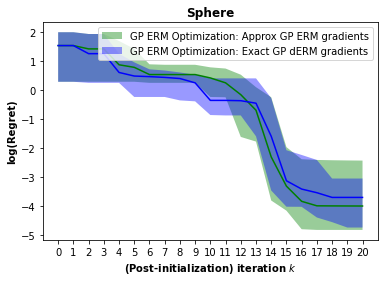 Sphere
GP ERM Optimization: Approx GP ERM gradients
GP ERM Optimization: Exact GP dERM gradients
log(Regret)
2
1
0
-1
-2
-3
-4
-5
0 1 2 3 4 5 6 7 8 9 10 11 12 13 14 15 16 17 18 19 20
(Post-initialization) iteration k